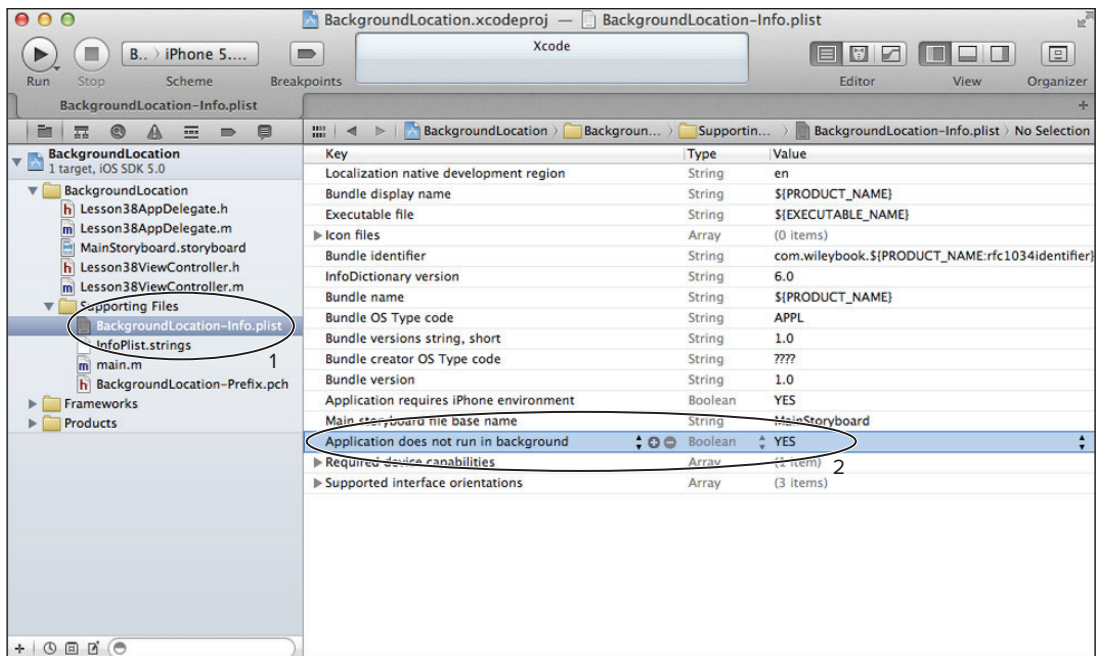 BackgroundLocation.xcodeproj — BackgroundLocation-Info.plist
B.. › iPhone 5....
Xcode
Run Stop Scheme Breakpoints Editor View Organizer
BackgroundLocation-Info.plist +
BackgroundLocation › Backgroun... › Supportin... › BackgroundLocation-Info.plist › No Selection
BackgroundLocation
1 target, iOS SDK 5.0
BackgroundLocation
h Lesson38AppDelegate.h
m Lesson38AppDelegate.m
MainStoryboard.storyboard
h Lesson38ViewController.h
m Lesson38ViewController.m
Supporting Files
BackgroundLocation-Info.plist
InfoPlist.strings
1
m main.m
h BackgroundLocation-Prefix.pch
Frameworks
Products
Key Type Value
Localization native development region String en
Bundle display name String ${PRODUCT_NAME}
Executable file String ${EXECUTABLE_NAME}
Icon files Array (0 items)
Bundle identifier String com.wileybook.${PRODUCT_NAME:rfc1034identifier}
InfoDictionary version String 6.0
Bundle name String ${PRODUCT_NAME}
Bundle OS Type code String APPL
Bundle versions string, short String 1.0
Bundle creator OS Type code String ????
Bundle version String 1.0
Application requires iPhone environment Boolean YES
Main storyboard file base name String MainStoryboard
Application does not run in background Boolean YES
Required device capabilities Array (1 item)
2
Supported interface orientations Array (3 items)
+